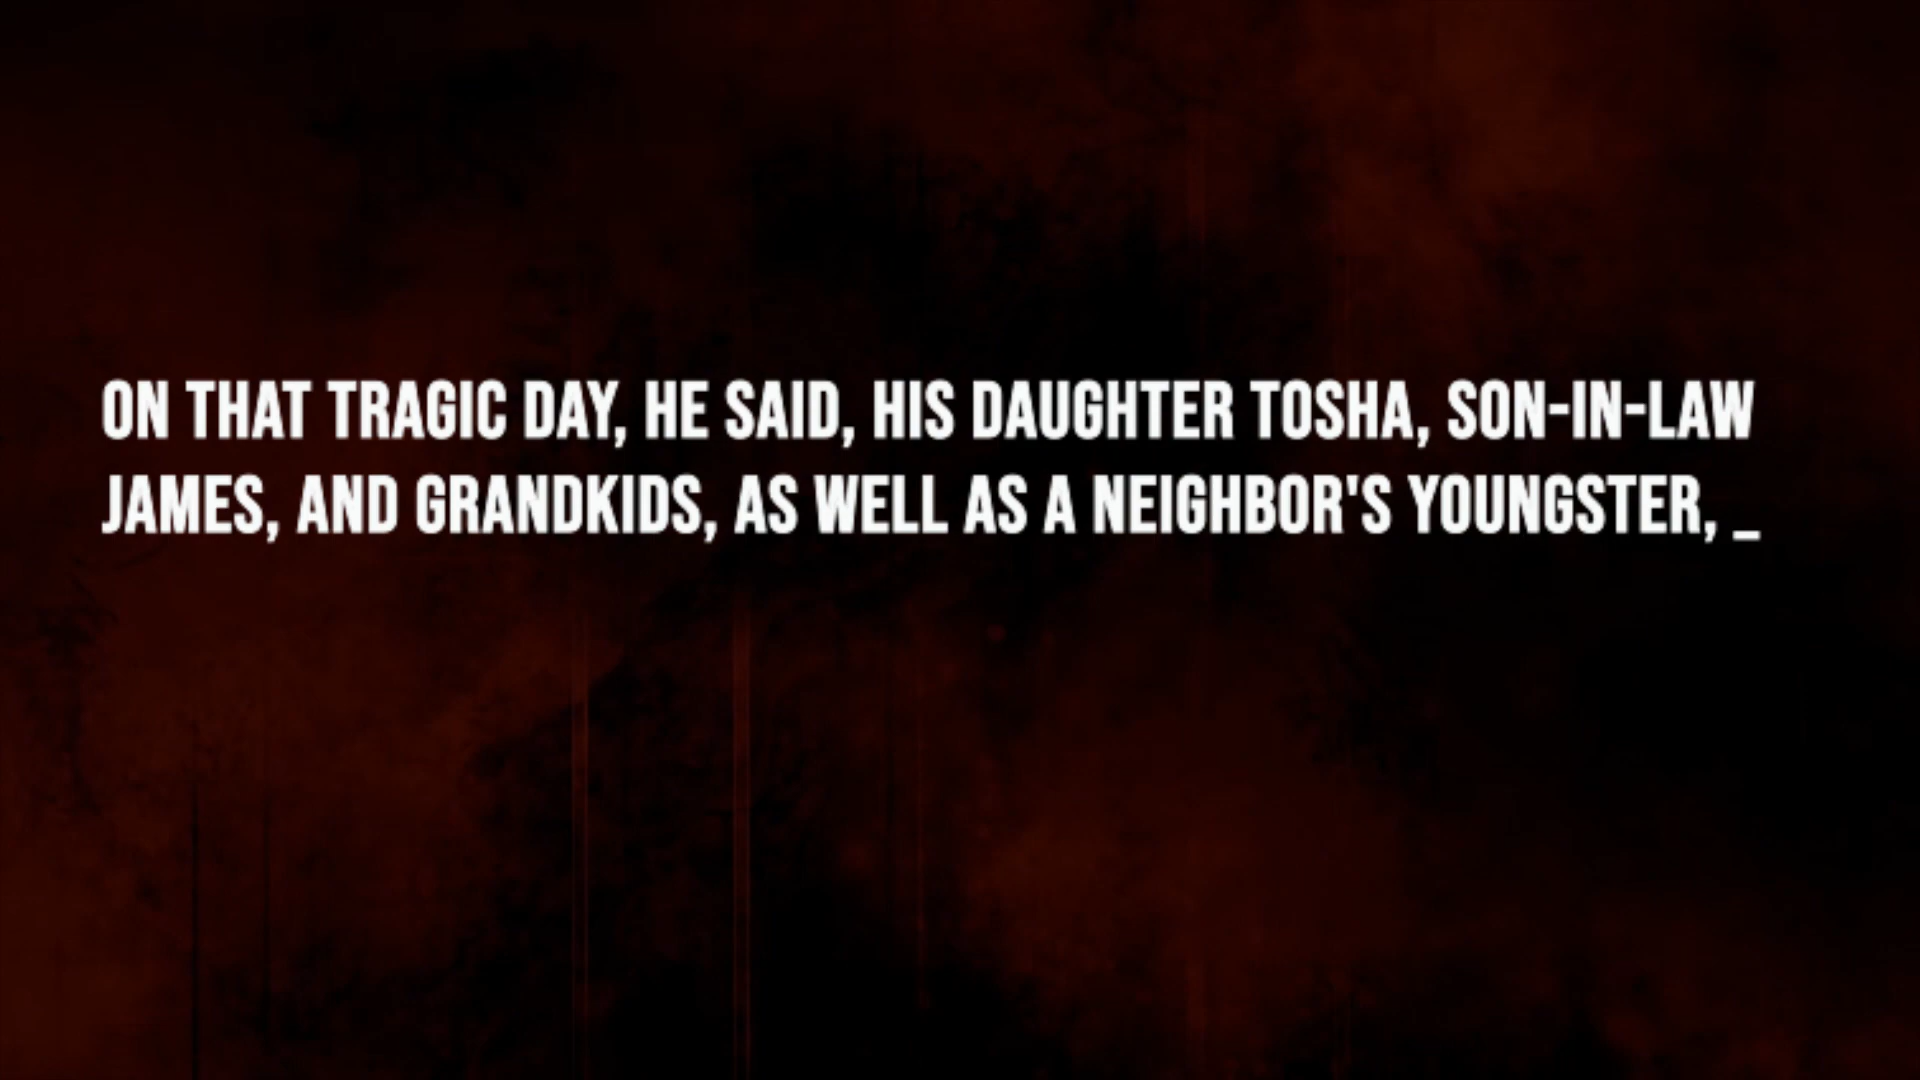 ON THAT TRAGIC DAY, HE SAID, HIS DAUGHTER TOSHA, SON-IN-LAW
JAMES, AND GRANDKIDS, AS WELL AS A NEIGHBOR'S YOUNGSTER, _